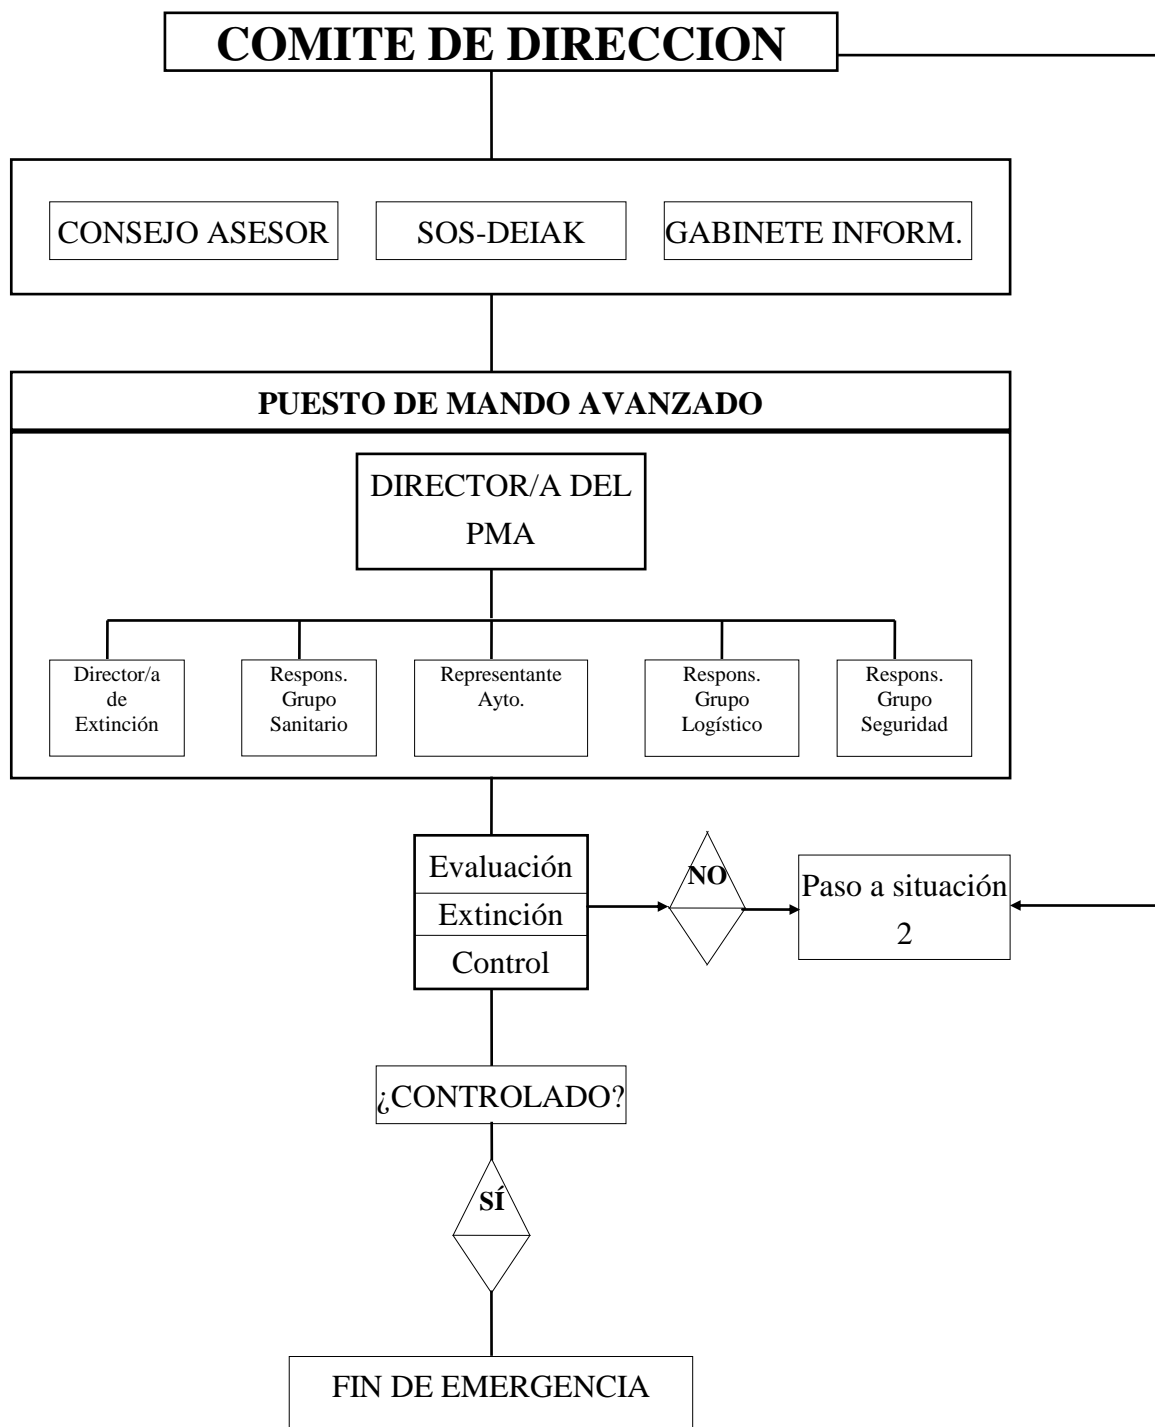 COMITE DE DIRECCION
CONSEJO ASESOR
SOS-DEIAK
GABINETE INFORM.
PUESTO DE MANDO AVANZADO
DIRECTOR/A DEL
PMA
Director/a
de
Extinción
Respons.
Grupo
Sanitario
Representante
Ayto.
Respons.
Grupo
Logístico
Respons.
Grupo
Seguridad
Evaluación
Extinción
Control
NO
Paso a situación
2
¿CONTROLADO?
SÍ
FIN DE EMERGENCIA